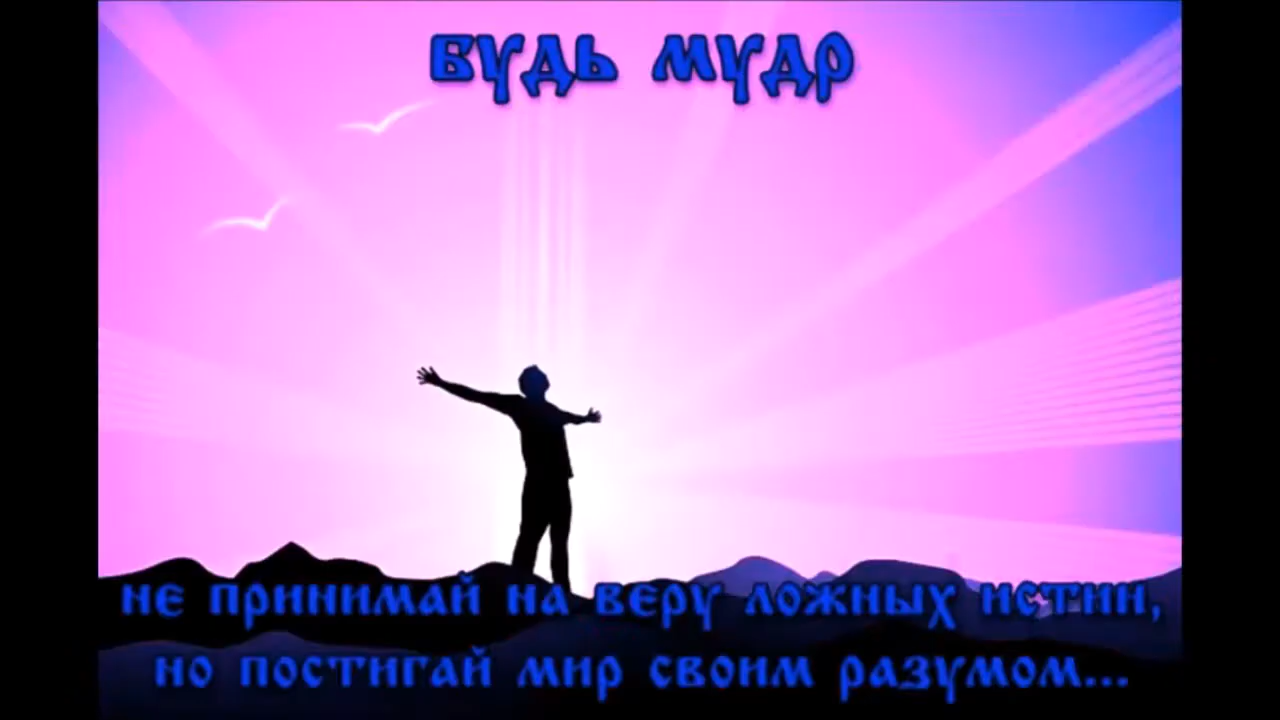 будь мудр
не принимай на веру ложных истин,
но постигай мир своим разумом...